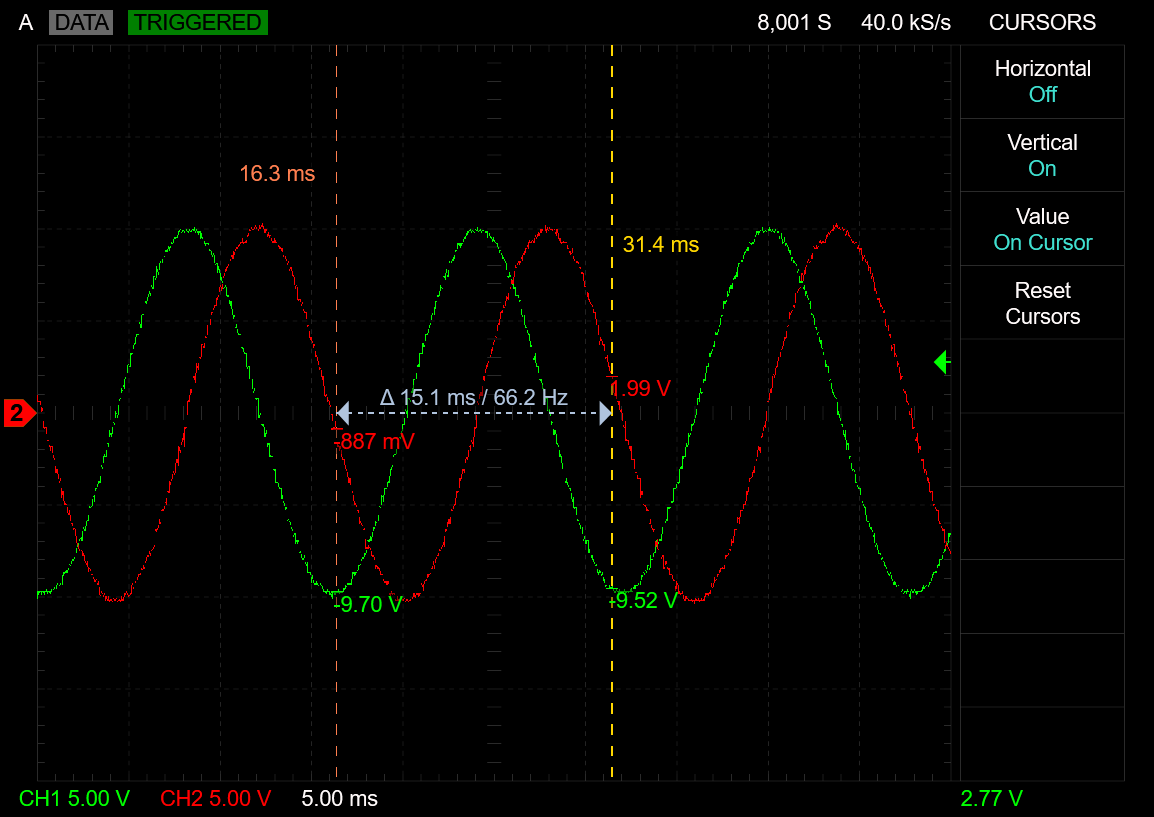 A DATA TRIGGERED 8,001 S 40.0 kS/s CURSORS
Horizontal
Off
Vertical
On
16.3 ms
Value
On Cursor
31.4 ms
Reset
Cursors
1.99 V
Δ 15.1 ms / 66.2 Hz
2
-887 mV
-9.70 V
-9.52 V
CH1 5.00 V CH2 5.00 V 5.00 ms 2.77 V